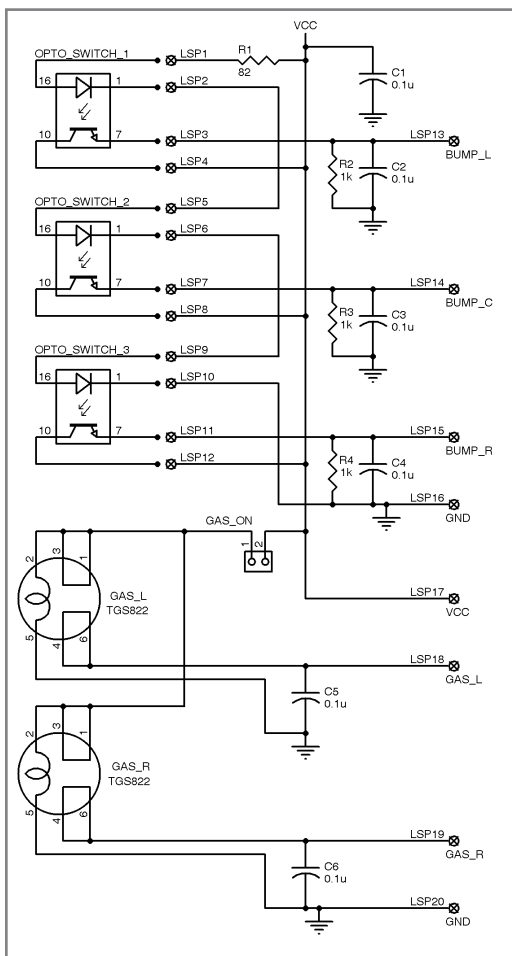 VCC
OPTO_SWITCH_1
LSP1
R1
82
16
1
LSP2
C1
0.1u
10
7
LSP3
LSP13
BUMP_L
LSP4
R2
1k
C2
0.1u
OPTO_SWITCH_2
LSP5
16
1
LSP6
10
7
LSP7
LSP14
BUMP_C
LSP8
R3
1k
C3
0.1u
OPTO_SWITCH_3
LSP9
16
1
LSP10
10
7
LSP11
LSP15
BUMP_R
LSP12
R4
1k
C4
0.1u
LSP16
GND
GAS_ON
1
2
2
3
1
GAS_L
TGS822
5
4
6
LSP17
VCC
LSP18
GAS_L
C5
0.1u
2
3
1
GAS_R
TGS822
5
4
6
LSP19
GAS_R
C6
0.1u
LSP20
GND